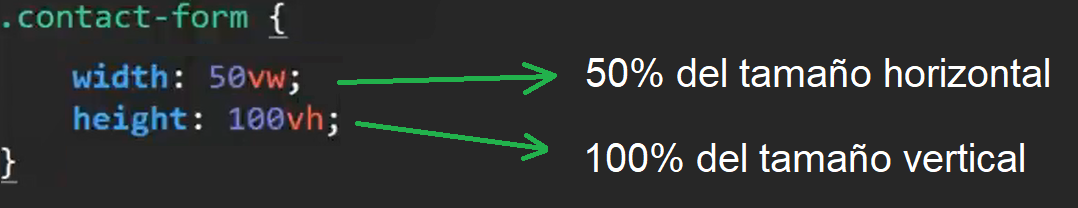 .contact-form {
width: 50vw;
50% del tamaño horizontal
height: 100vh;
100% del tamaño vertical
}